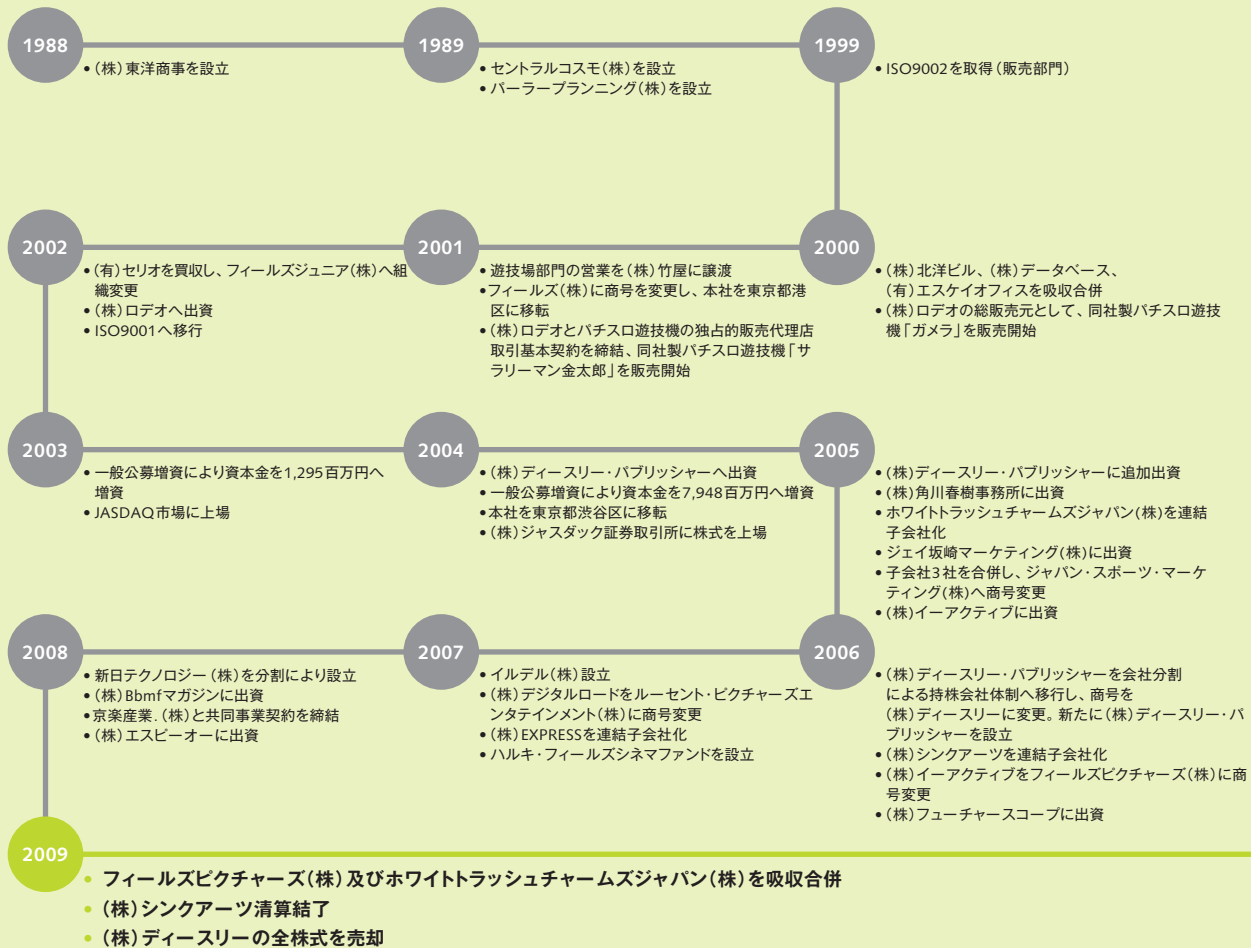 1988
• (株)東洋商事を設立
1989
• セントラルコスモ(株)を設立
• パーラープランニング(株)を設立
1999
• ISO9002を取得(販売部門)
2000
• (株)北洋ビル、(株)データベース、
(有)エスケイオフィスを吸収合併
• (株)ロデオの総販売元として、同社製パチスロ遊技
機「ガメラ」を販売開始
2001
• 遊技場部門の営業を(株)竹屋に譲渡
• フィールズ(株)に商号を変更し、本社を東京都港
区に移転
• (株)ロデオとパチスロ遊技機の独占的販売代理店
取引基本契約を締結、同社製パチスロ遊技機「サ
ラリーマン金太郎」を販売開始
2002
• (有)セリオを買収し、フィールズジュニア(株)へ組
織変更
• (株)ロデオへ出資
• ISO9001へ移行
2003
• 一般公募増資により資本金を1,295百万円へ
増資
• JASDAQ市場に上場
2004
• (株)ディースリー・パブリッシャーへ出資
• 一般公募増資により資本金を7,948百万円へ増資
• 本社を東京都渋谷区に移転
• (株)ジャスダック証券取引所に株式を上場
2005
• (株)ディースリー・パブリッシャーに追加出資
• (株)角川春樹事務所に出資
• ホワイトトラッシュチャームズジャパン(株)を連結
子会社化
• ジェイ坂崎マーケティング(株)に出資
• 子会社3社を合併し、ジャパン・スポーツ・マーケ
ティング(株)へ商号変更
• (株)イーアクティブに出資
2006
• (株)ディースリー・パブリッシャーを会社分割
による持株会社体制へ移行し、商号を
(株)ディースリーに変更。新たに(株)ディースリー・パ
ブリッシャーを設立
• (株)シンクアーツを連結子会社化
• (株)イーアクティブをフィールズピクチャーズ(株)に商
号変更
• (株)フューチャースコープに出資
2007
• イルデル(株)設立
• (株)デジタルロードをルーセント・ピクチャーズエ
ンタテインメント(株)に商号変更
• (株)EXPRESSを連結子会社化
• ハルキ・フィールズシネマファンドを設立
2008
• 新日テクノロジー(株)を分割により設立
• (株)Bbmfマガジンに出資
• 京楽産業.(株)と共同事業契約を締結
• (株)エスピーオーに出資
2009
• フィールズピクチャーズ(株)及びホワイトトラッシュチャームズジャパン(株)を吸収合併
• (株)シンクアーツ清算結了
• (株)ディースリーの全株式を売却